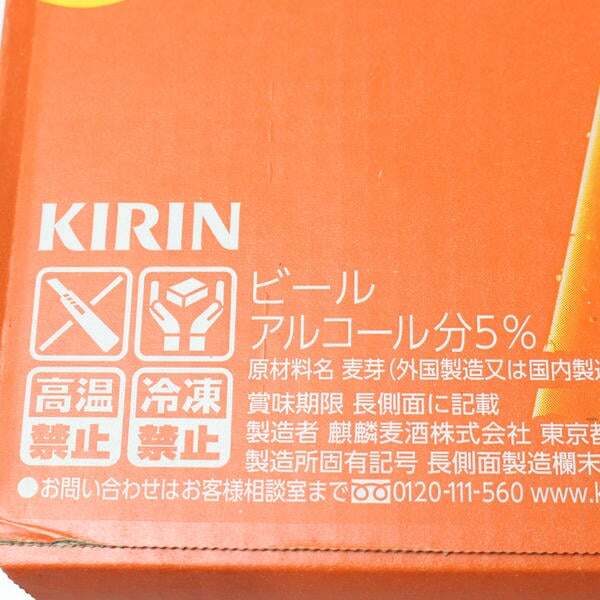 KIRIN
ビール
アルコール分5%
原材料名 麦芽（外国製造又は国内製造
高温
禁止
冷凍
禁止
賞味期限 長側面に記載
製造者 麒麟麦酒株式会社 東京都
製造所固有記号 長側面製造欄末
●お問い合わせはお客様相談室まで 0120-111-560 www.k